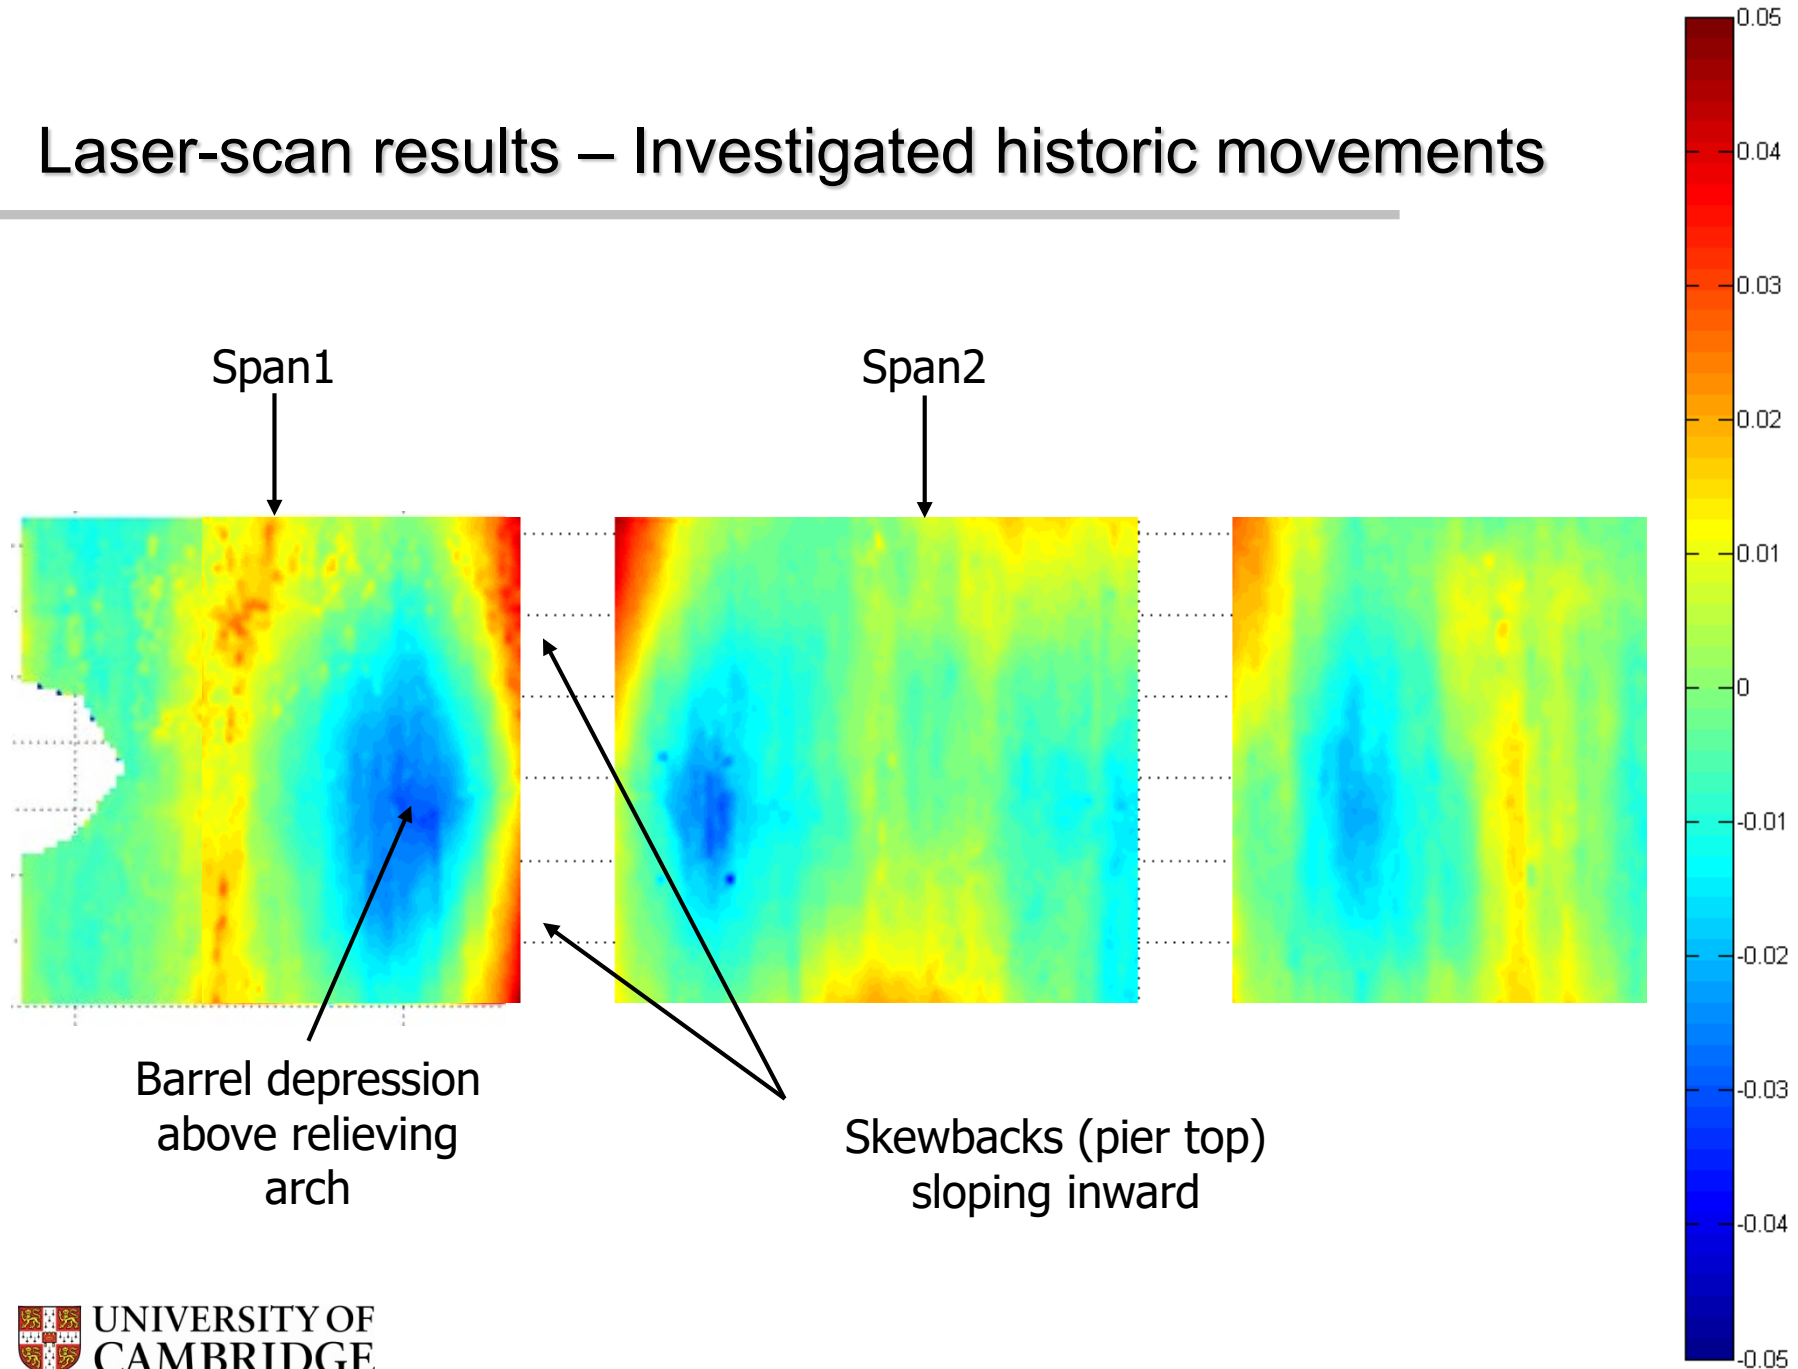 Laser-scan results – Investigated historic movements
Span1
Span2
Barrel depression
above relieving
arch
Skewbacks (pier top)
sloping inward
0.05
0.04
0.03
0.02
0.01
0
-0.01
-0.02
-0.03
-0.04
-0.05
UNIVERSITY OF
CAMBRIDGE